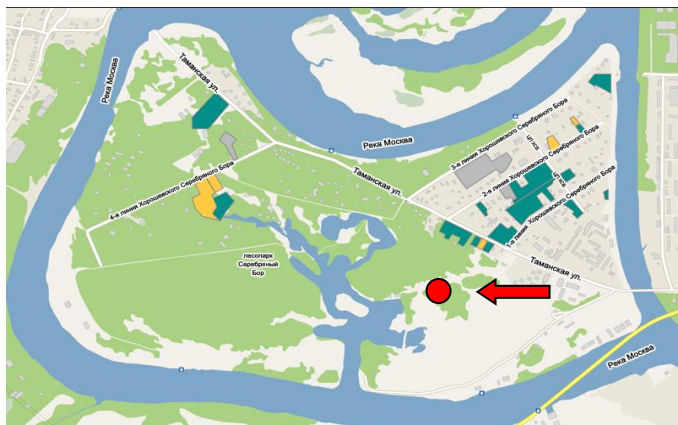 Река Москва
Таманская ул.
Река Москва
3-я линия Хорошевского Серебряного Бора
2-я линия Хорошевского Серебряного Бора
1-я линия Хорошевского Серебряного Бора
4-я линия Хорошевского Серебряного Бора
Таманская ул.
Таманская ул.
лесопарк
Серебряный
Бор
Река Москва